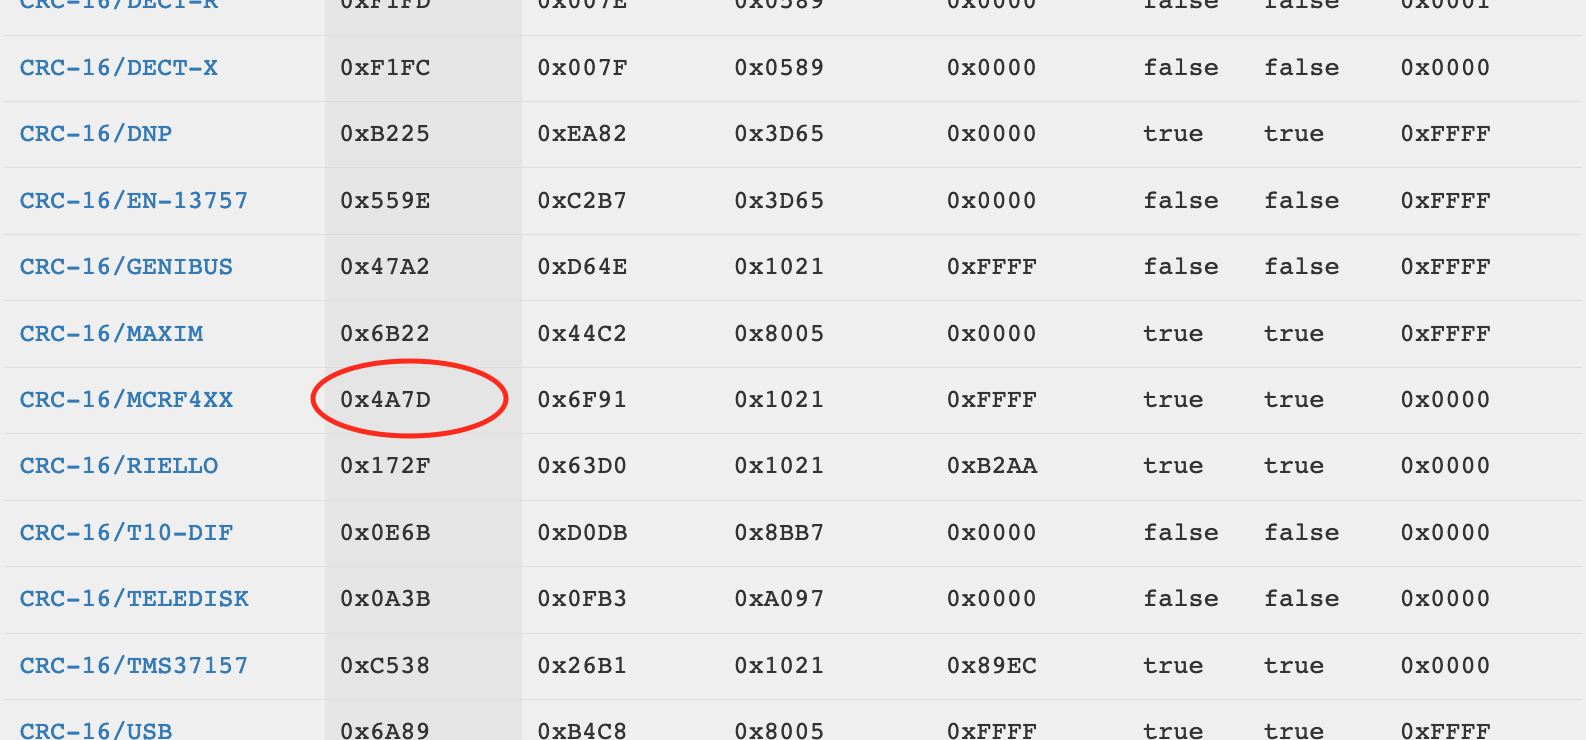 CRC-16/DECT-R 0xF1FD 0x007E 0x0589 0x0000 false false 0x0001
CRC-16/DECT-X 0xF1FC 0x007F 0x0589 0x0000 false false 0x0000
CRC-16/DNP 0xB225 0xEA82 0x3D65 0x0000 true true 0xFFFF
CRC-16/EN-13757 0x559E 0xC2B7 0x3D65 0x0000 false false 0xFFFF
CRC-16/GENIBUS 0x47A2 0xD64E 0x1021 0xFFFF false false 0xFFFF
CRC-16/MAXIM 0x6B22 0x44C2 0x8005 0x0000 true true 0xFFFF
CRC-16/MCRF4XX 0x4A7D 0x6F91 0x1021 0xFFFF true true 0x0000
CRC-16/RIELLO 0x172F 0x63D0 0x1021 0xB2AA true true 0x0000
CRC-16/T10-DIF 0x0E6B 0xD0DB 0x8BB7 0x0000 false false 0x0000
CRC-16/TELEDISK 0x0A3B 0x0FB3 0xA097 0x0000 false false 0x0000
CRC-16/TMS37157 0xC538 0x26B1 0x1021 0x89EC true true 0x0000
CRC-16/USB 0x6A89 0xB4C8 0x8005 0xFFFF true true 0xFFFF